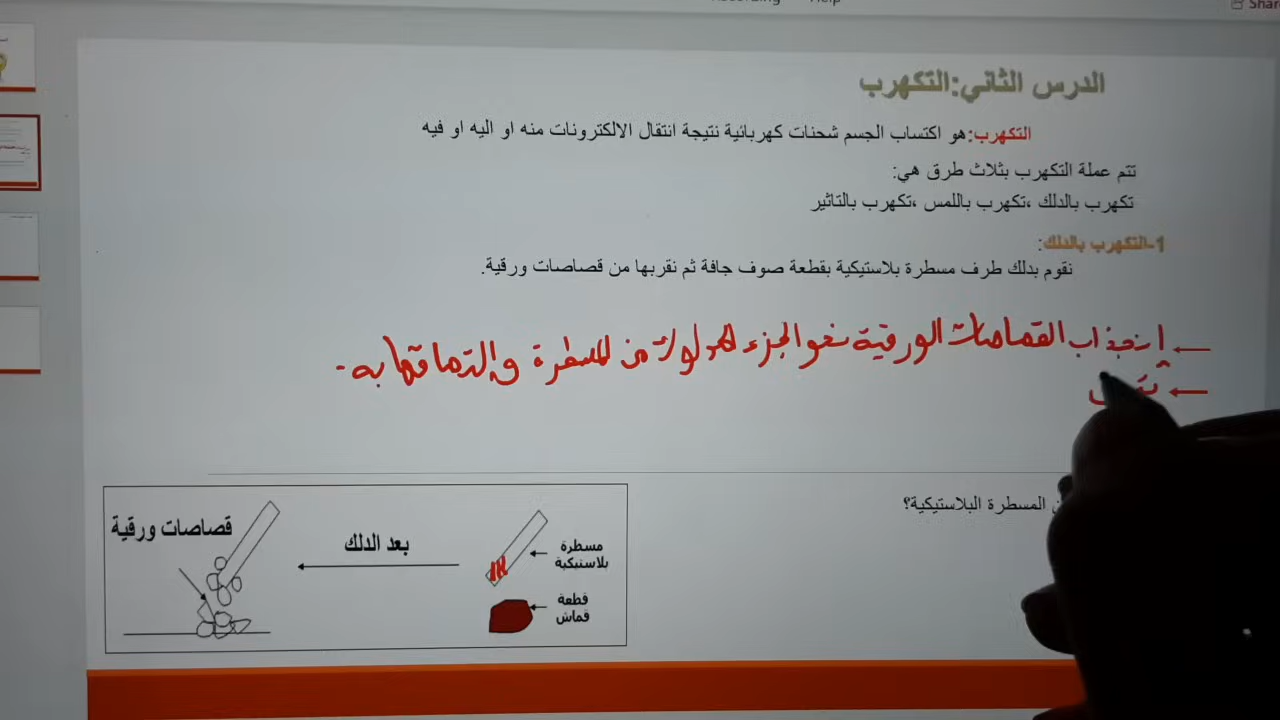 Share
Help
الدرس الثاني:التكهرب
التكهرب:هو اكتساب الجسم شحنات كهربائية نتيجة انتقال الالكترونات منه او اليه او فيه
تتم عملة التكهرب بثلاث طرق هي:
تكهرب بالدلك ،تكهرب باللمس ،تكهرب بالتاثير
1-التكهرب بالدلك:
نقوم بدلك طرف مسطرة بلاستيكية بقطعة صوف جافة ثم نقربها من قصاصات ورقية.
انجذاب القصاصات الورقية نحو الجزء المدلوك من المسطرة والتصاقها به.
المسطرة البلاستيكية؟
قصاصات ورقية
بعد الدلك
مسطرة
بلاستيكية
قطعة
قماش